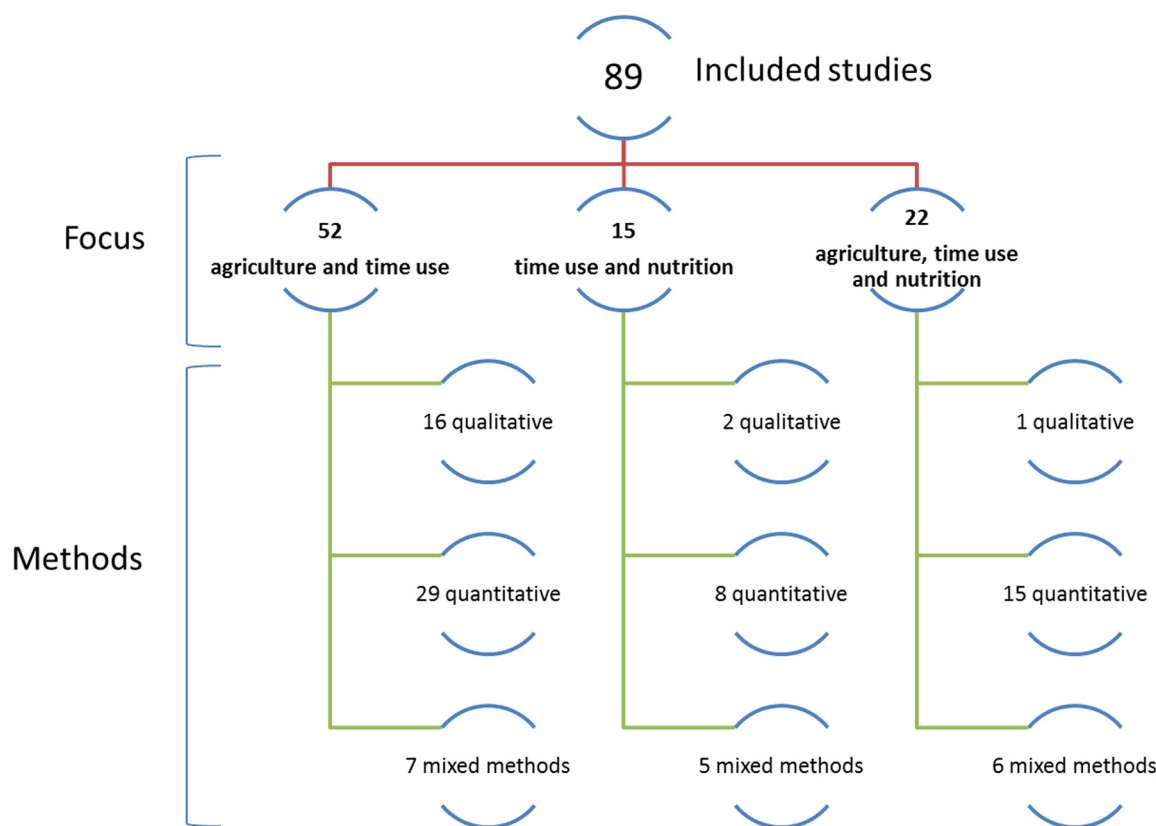 89
Included studies
Focus
52
agriculture and time use
15
time use and nutrition
22
agriculture, time use
and nutrition
Methods
16 qualitative
2 qualitative
1 qualitative
29 quantitative
8 quantitative
15 quantitative
7 mixed methods
5 mixed methods
6 mixed methods